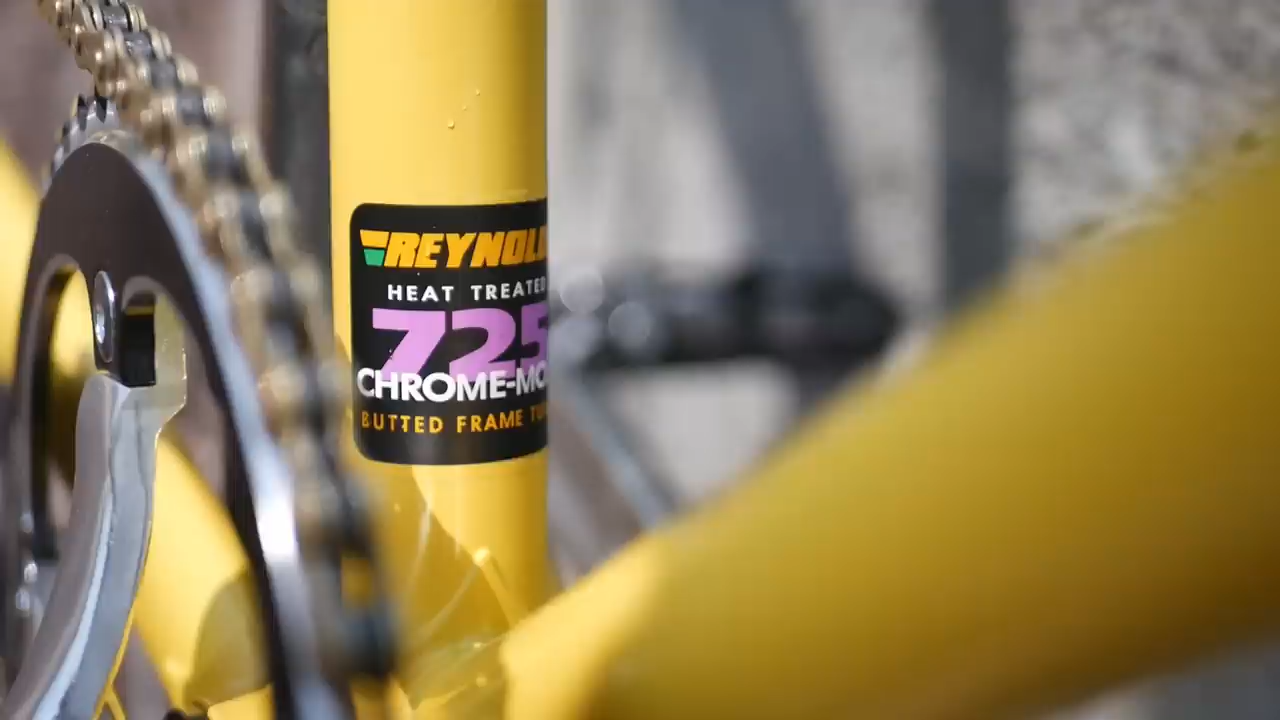 REYNOL
HEAT TREATED
725
CHROME-MO
BUTTED FRAME TU